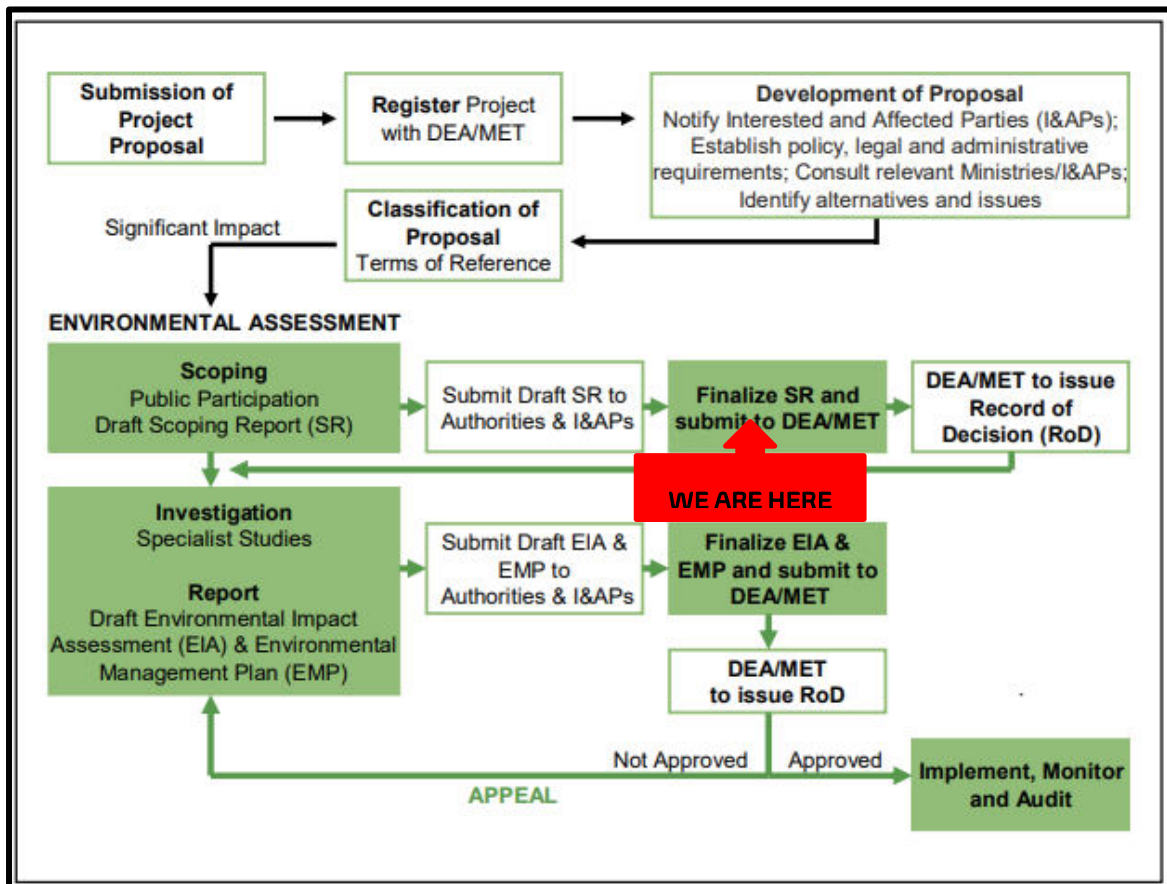 Submission of
Project
Proposal
Register Project
with DEA/MET
Development of Proposal
Notify Interested and Affected Parties (I&APs);
Establish policy, legal and administrative
requirements; Consult relevant Ministries/I&APs;
Identify alternatives and issues
Classification of
Proposal
Terms of Reference
Significant Impact
ENVIRONMENTAL ASSESSMENT
Scoping
Public Participation
Draft Scoping Report (SR)
Submit Draft SR to
Authorities & I&APs
Finalize SR and
submit to DEA/MET
DEA/MET to issue
Record of
Decision (RoD)
WE ARE HERE
Investigation
Specialist Studies
Report
Draft Environmental Impact
Assessment (EIA) & Environmental
Management Plan (EMP)
Submit Draft EIA &
EMP to
Authorities & I&APs
Finalize EIA &
EMP and submit to
DEA/MET
DEA/MET
to issue RoD
Not Approved
Approved
APPEAL
Implement, Monitor
and Audit